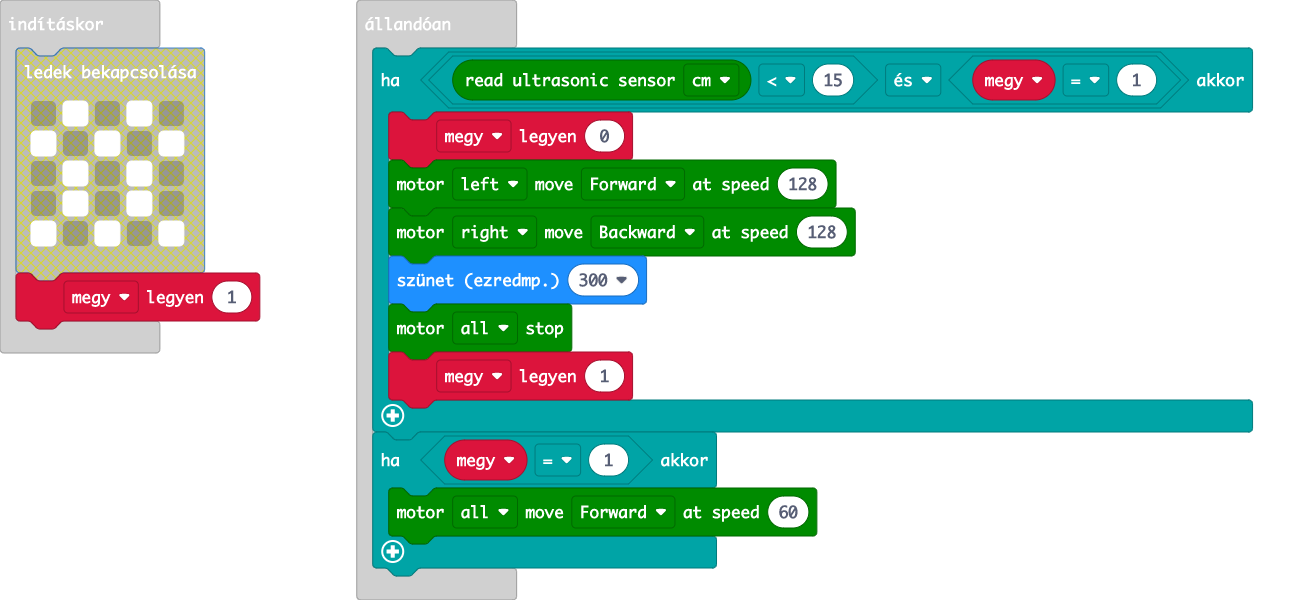 indításkor
ledek bekapcsolása
megy legyen 1
állandóan
ha read ultrasonic sensor cm < 15 és megy = 1 akkor
megy legyen 0
motor left move Forward at speed 128
motor right move Backward at speed 128
szünet (ezredmp.) 300
motor all stop
megy legyen 1
ha megy = 1 akkor
motor all move Forward at speed 60